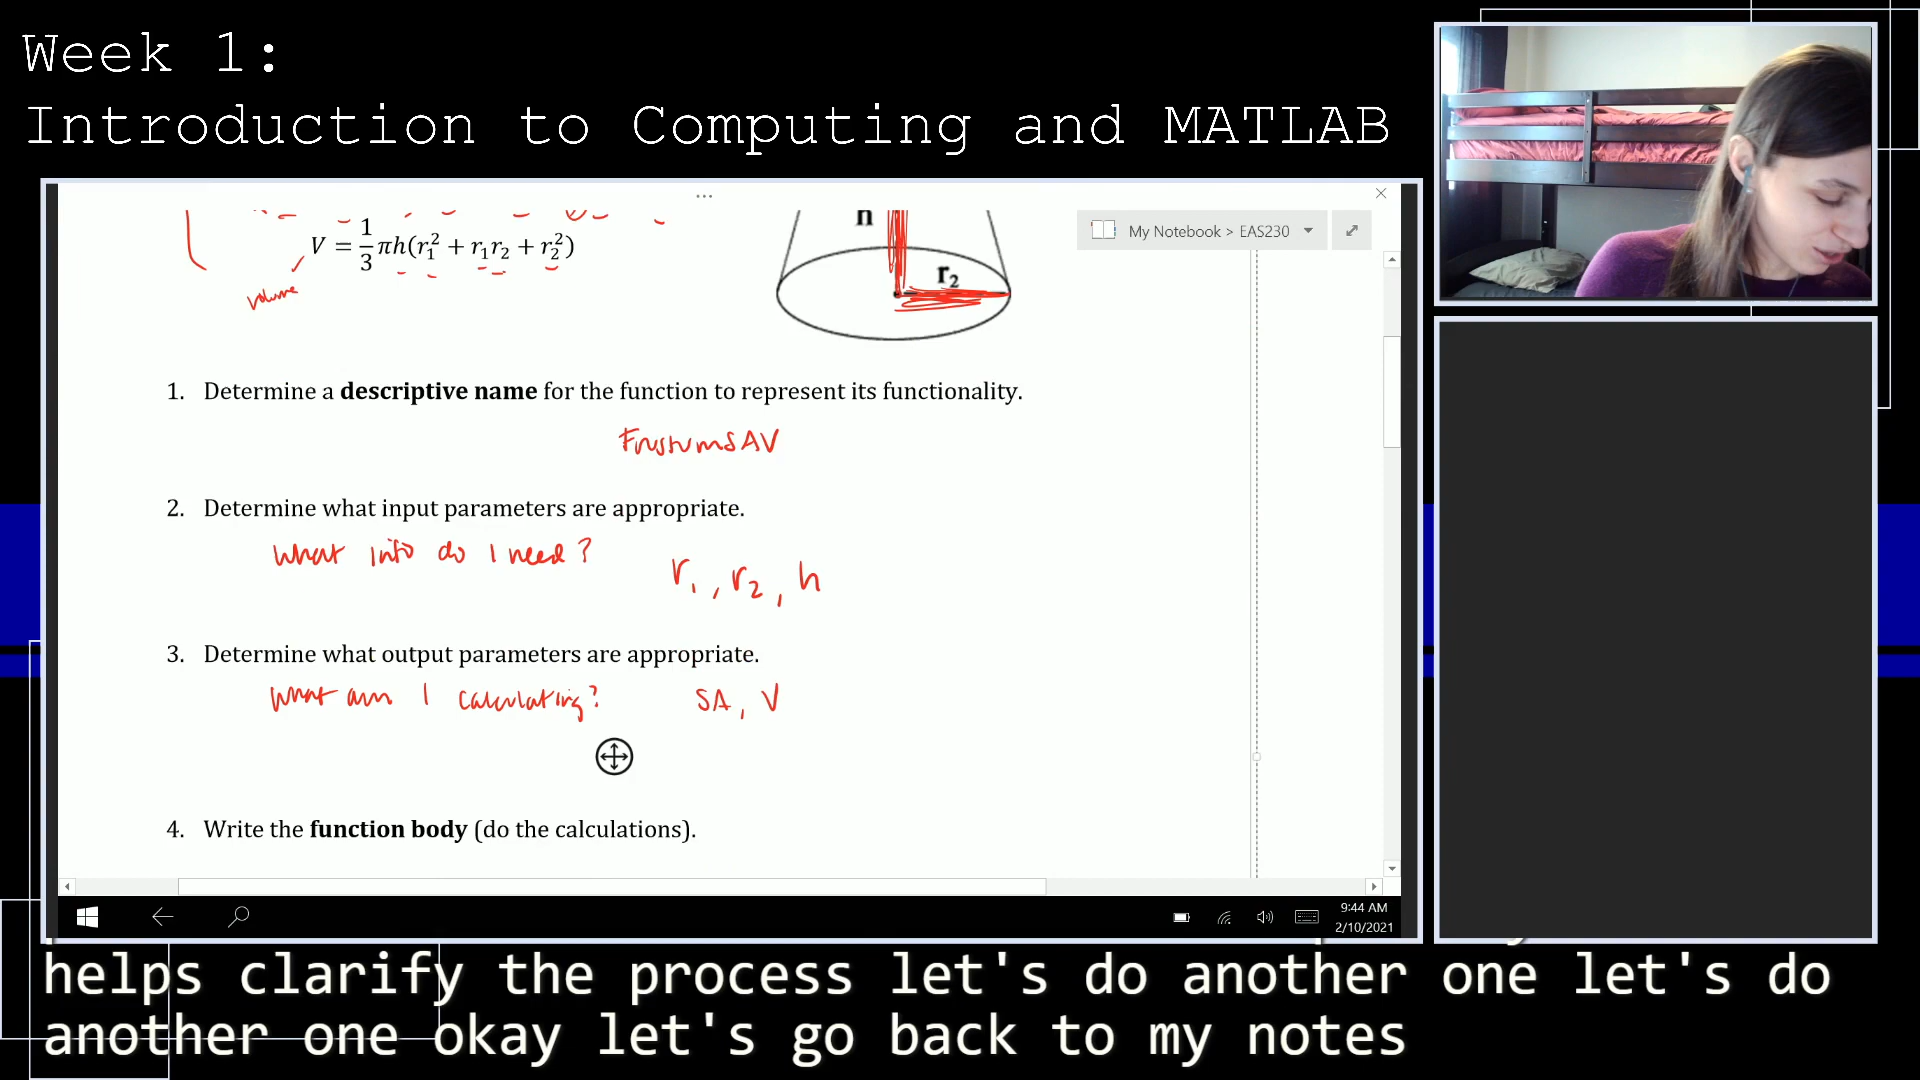 Week 1:
Introduction to Computing and MATLAB
...
h
My Notebook > EAS230
V = 1/3 πh(r₁² + r₁r₂ + r₂²)
r₂
volume
1. Determine a descriptive name for the function to represent its functionality.
FrustumSAV
2. Determine what input parameters are appropriate.
What info do I need?
r₁, r₂, h
3. Determine what output parameters are appropriate.
What am I calculating? SA, V
4. Write the function body (do the calculations).
9:44 AM
2/10/2021
helps clarify the process let's do another one let's do
another one okay let's go back to my notes